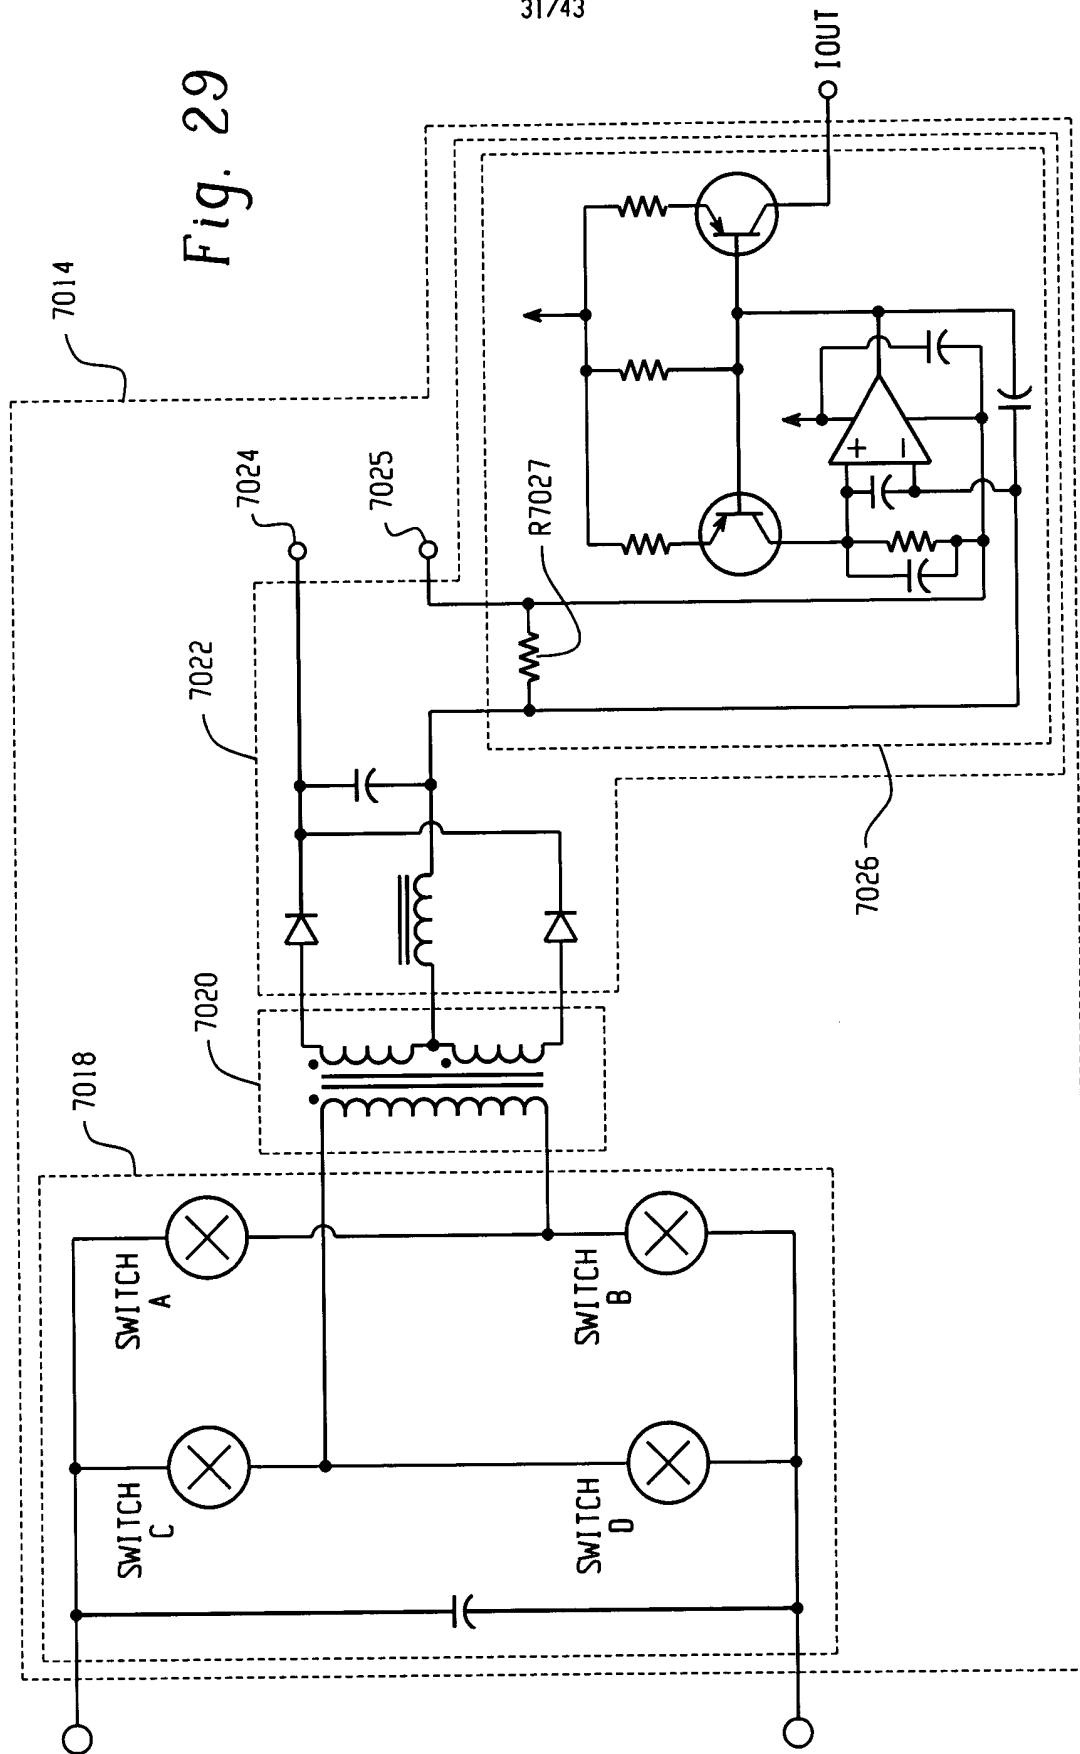 31/43
Fig. 29
7014
IOUT
7024
7025
R7027
7022
7026
7020
7018
SWITCH
A
SWITCH
B
SWITCH
C
SWITCH
D
+
−